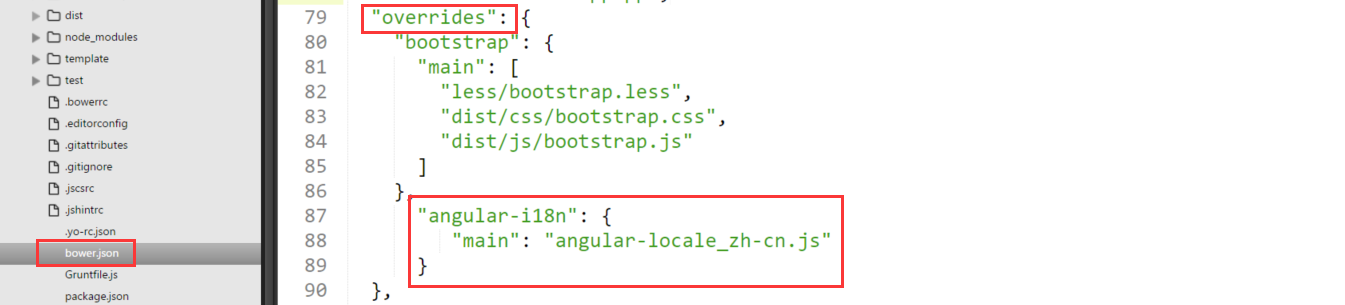 dist
node_modules
template
test
.bowerrc
.editorconfig
.gitattributes
.gitignore
.jscsrc
.jshintrc
.yo-rc.json
bower.json
Gruntfile.js
package.json
79 "overrides": {
80 "bootstrap": {
81 "main": [
82 "less/bootstrap.less",
83 "dist/css/bootstrap.css",
84 "dist/js/bootstrap.js"
85 ]
86 },
87 "angular-i18n": {
88 "main": "angular-locale_zh-cn.js"
89 }
90 },